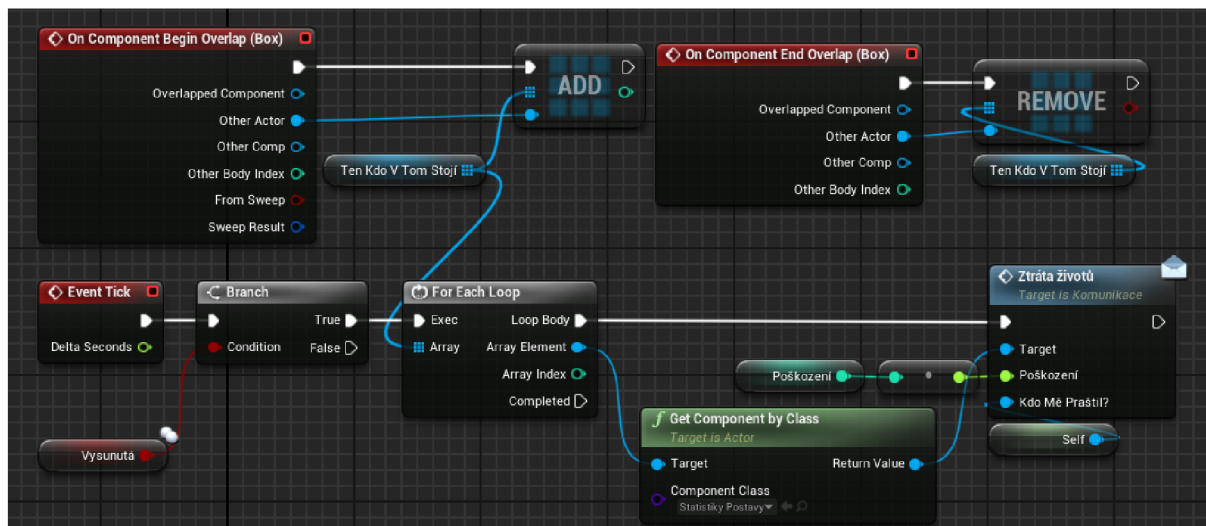 On Component Begin Overlap (Box)
Overlapped Component
Other Actor
Other Comp
Other Body Index
From Sweep
Sweep Result
ADD
Ten Kdo V Tom Stojí
On Component End Overlap (Box)
Overlapped Component
Other Actor
Other Comp
Other Body Index
REMOVE
Ten Kdo V Tom Stojí
Event Tick
Delta Seconds
Branch
True
Condition
False
Vysunutá
For Each Loop
Exec
Loop Body
Array
Array Element
Array Index
Completed
Get Component by Class
Target is Actor
Target
Return Value
Component Class
Statistiky Postavy
Poškození
Ztráta životů
Target is Komunikace
Target
Poškození
Kdo Mě Praštil?
Self